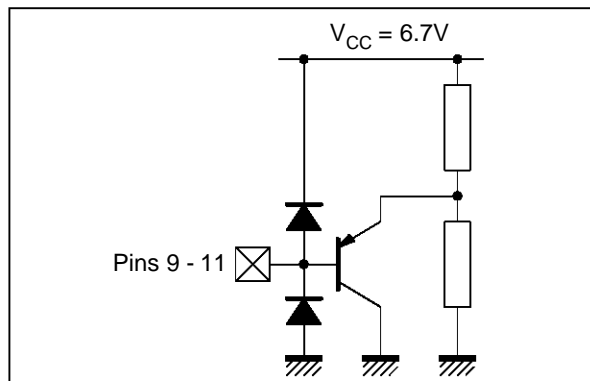 V_CC = 6.7V
Pins 9 - 11